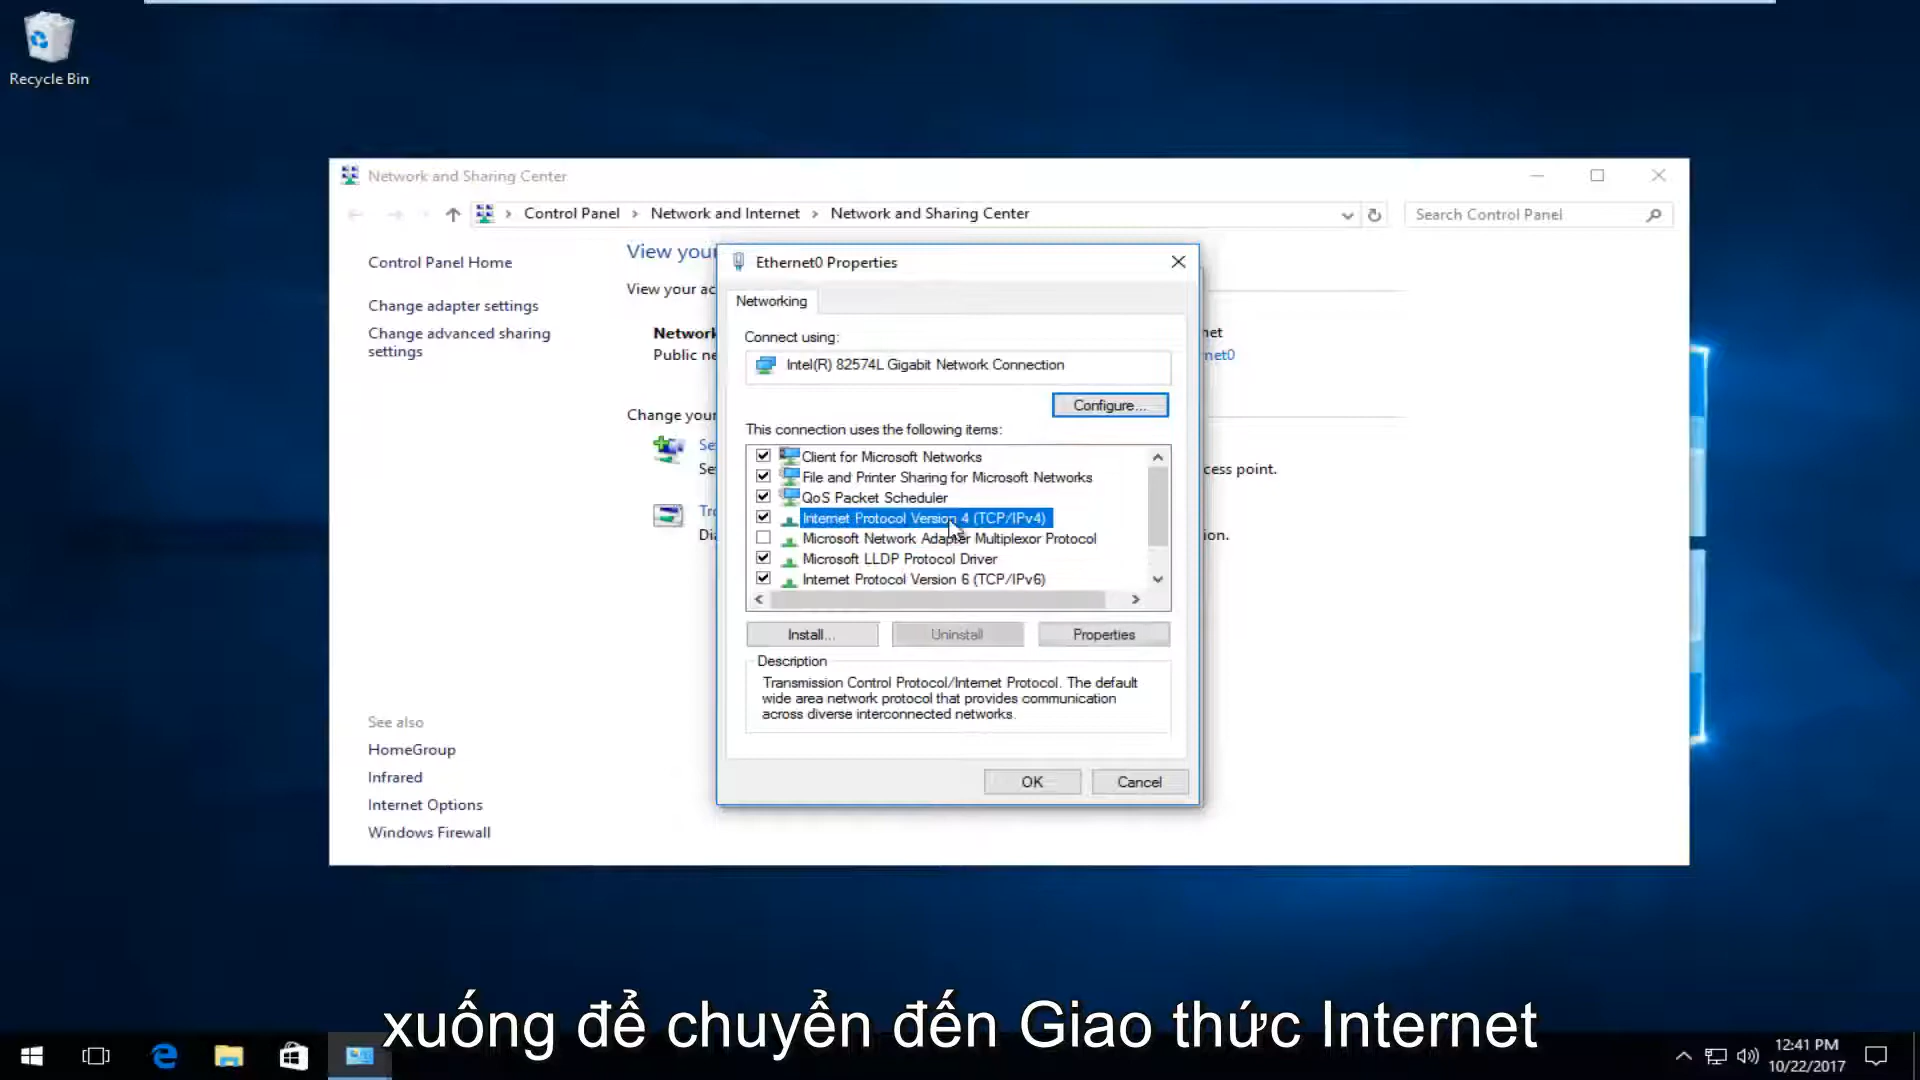 Recycle Bin
Network and Sharing Center
Control Panel > Network and Internet > Network and Sharing Center
Search Control Panel
Control Panel Home
Change adapter settings
Change advanced sharing
settings
See also
HomeGroup
Infrared
Internet Options
Windows Firewall
View your
View your ac
Network
Public ne
Change your
Se
Se
Tro
Dia
net
net0
cess point.
ion.
Ethernet0 Properties
Networking
Connect using:
Intel(R) 82574L Gigabit Network Connection
Configure...
This connection uses the following items:
Client for Microsoft Networks
File and Printer Sharing for Microsoft Networks
QoS Packet Scheduler
Internet Protocol Version 4 (TCP/IPv4)
Microsoft Network Adapter Multiplexor Protocol
Microsoft LLDP Protocol Driver
Internet Protocol Version 6 (TCP/IPv6)
Install...
Uninstall
Properties
Description
Transmission Control Protocol/Internet Protocol. The default
wide area network protocol that provides communication
across diverse interconnected networks.
OK
Cancel
xuống để chuyển đến Giao thức Internet
12:41 PM
10/22/2017